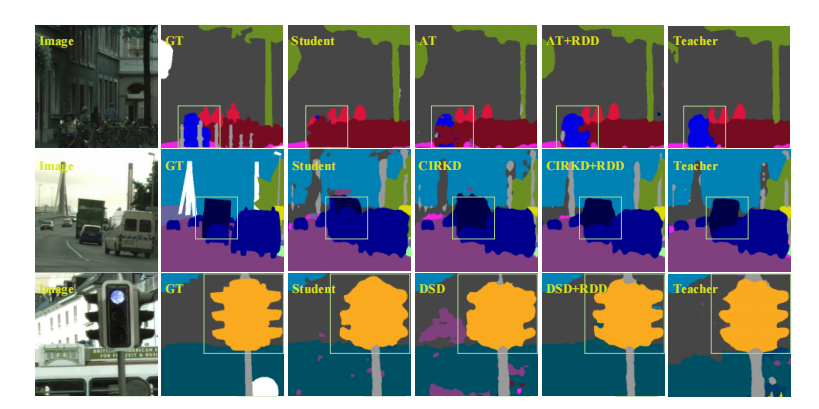 Image GT Student AT AT+RDD Teacher
Image GT Student CIRKD CIRKD+RDD Teacher
Image GT Student DSD DSD+RDD Teacher